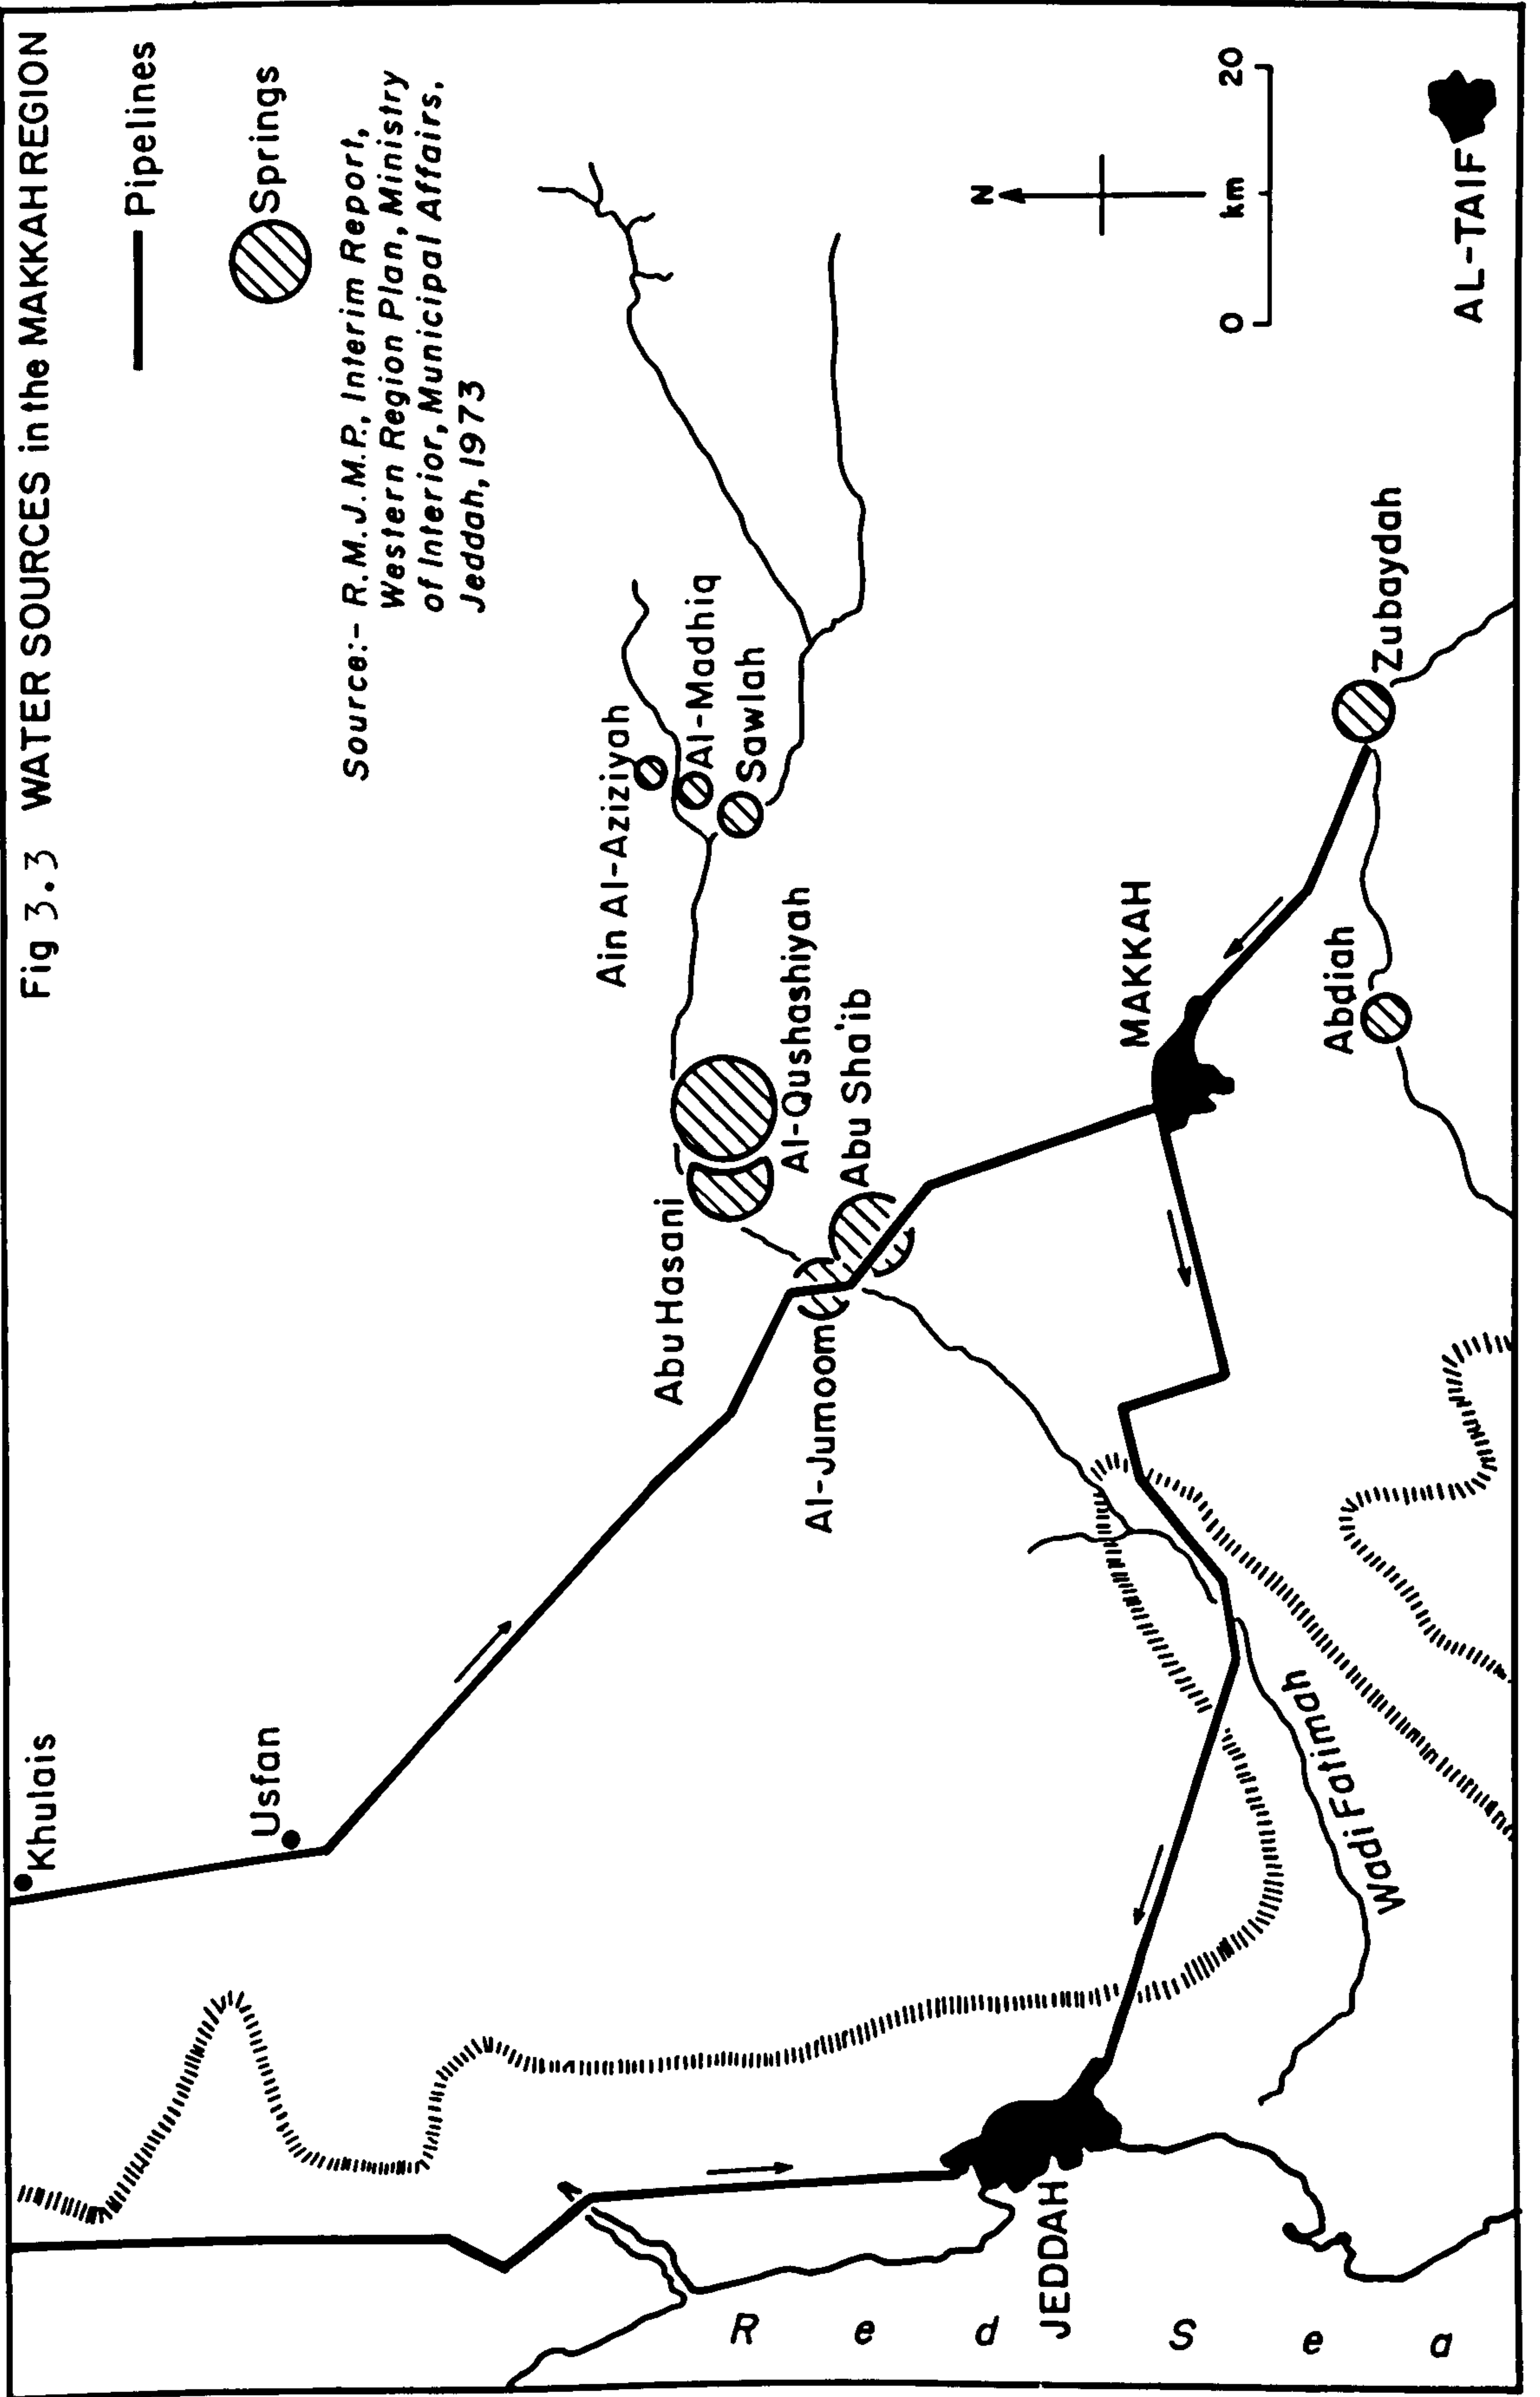 Fig 3.3 WATER SOURCES in the MAKKAH REGION
Pipelines
Springs
Source:- R.M.J.M.P., Interim Report,
Western Region Plan, Ministry
of Interior, Municipal Affairs.
Jeddah, 1973
Khulais
Usfan
Ain Al-Aziziyah
Al-Madhiq
Sawlah
Abu Hasani
Al-Qushashiyah
Abu Sha'ib
Al-Jumoom
N
0 km 20
MAKKAH
JEDDAH
Red Sea
Wadi Fatimah
Abdiah
Zubaydah
AL-TAIF